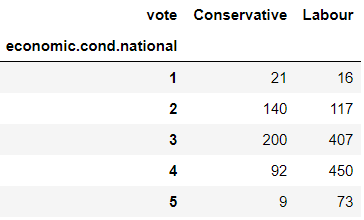 vote Conservative Labour
economic.cond.national
1 21 16
2 140 117
3 200 407
4 92 450
5 9 73